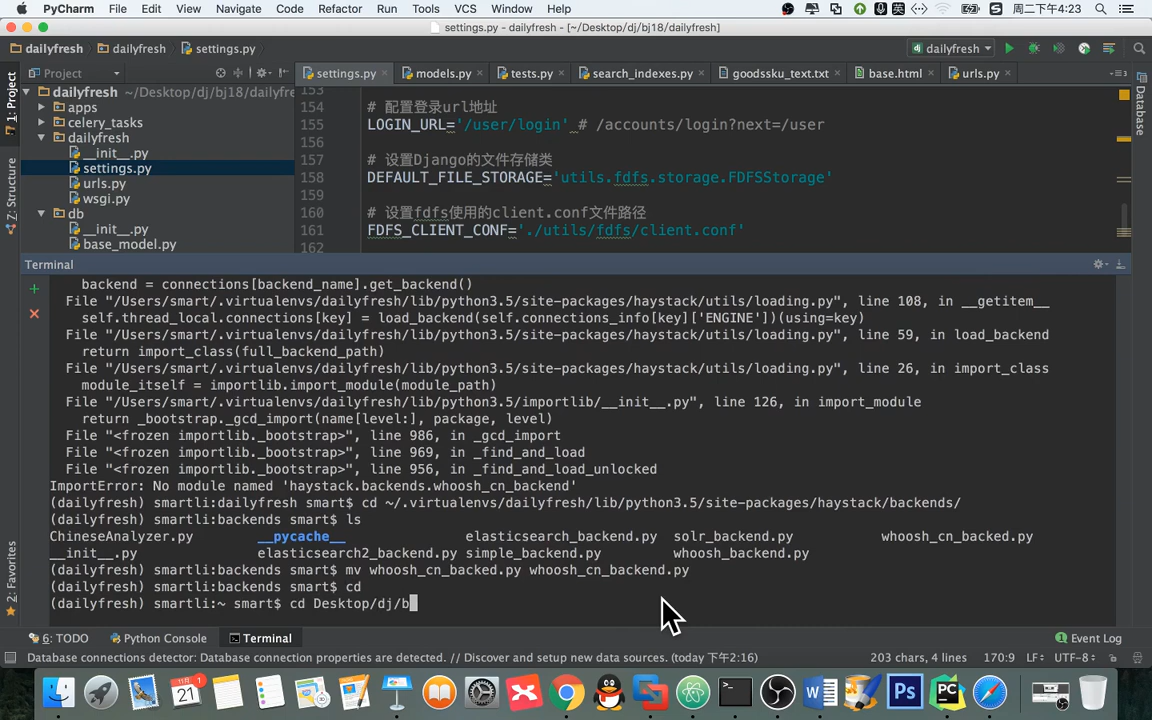 PyCharm File Edit View Navigate Code Refactor Run Tools VCS Window Help 英 周二下午4:23
settings.py - dailyfresh - [~/Desktop/dj/bj18/dailyfresh]
dailyfresh dailyfresh settings.py dailyfresh
Project settings.py models.py tests.py search_indexes.py goodssku_text.txt base.html urls.py
1: Project
Z: Structure
2: Favorites
Database
dailyfresh ~/Desktop/dj/bj18/dailyfre
apps
celery_tasks
dailyfresh
__init__.py
settings.py
urls.py
wsgi.py
db
__init__.py
base_model.py
153
154 # 配置登录url地址
155 LOGIN_URL='/user/login' # /accounts/login?next=/user
156
157 # 设置Django的文件存储类
158 DEFAULT_FILE_STORAGE='utils.fdfs.storage.FDFSStorage'
159
160 # 设置fdfs使用的client.conf文件路径
161 FDFS_CLIENT_CONF='./utils/fdfs/client.conf'
162
Terminal
backend = connections[backend_name].get_backend()
File "/Users/smart/.virtualenvs/dailyfresh/lib/python3.5/site-packages/haystack/utils/loading.py", line 108, in __getitem__
self.thread_local.connections[key] = load_backend(self.connections_info[key]['ENGINE'])(using=key)
File "/Users/smart/.virtualenvs/dailyfresh/lib/python3.5/site-packages/haystack/utils/loading.py", line 59, in load_backend
return import_class(full_backend_path)
File "/Users/smart/.virtualenvs/dailyfresh/lib/python3.5/site-packages/haystack/utils/loading.py", line 26, in import_class
module_itself = importlib.import_module(module_path)
File "/Users/smart/.virtualenvs/dailyfresh/lib/python3.5/importlib/__init__.py", line 126, in import_module
return _bootstrap._gcd_import(name[level:], package, level)
File "<frozen importlib._bootstrap>", line 986, in _gcd_import
File "<frozen importlib._bootstrap>", line 969, in _find_and_load
File "<frozen importlib._bootstrap>", line 956, in _find_and_load_unlocked
ImportError: No module named 'haystack.backends.whoosh_cn_backend'
(dailyfresh) smartli:dailyfresh smart$ cd ~/.virtualenvs/dailyfresh/lib/python3.5/site-packages/haystack/backends/
(dailyfresh) smartli:backends smart$ ls
ChineseAnalyzer.py __pycache__ elasticsearch_backend.py solr_backend.py whoosh_cn_backed.py
__init__.py elasticsearch2_backend.py simple_backend.py whoosh_backend.py
(dailyfresh) smartli:backends smart$ mv whoosh_cn_backed.py whoosh_cn_backend.py
(dailyfresh) smartli:backends smart$ cd
(dailyfresh) smartli:~ smart$ cd Desktop/dj/b
6: TODO Python Console Terminal 1 Event Log
Database connections detector: Database connection properties are detected. // Discover and setup new data sources. (today 下午2:16) 203 chars, 4 lines 170:9 LF÷ UTF-8÷
21
Ps
PC